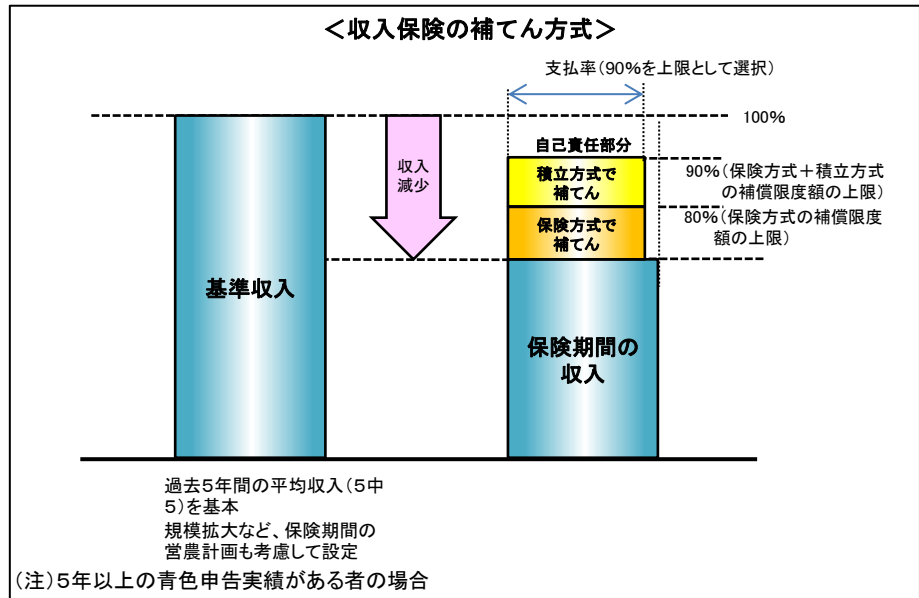 ＜収入保険の補てん方式＞
支払率(90％を上限として選択)
100％
自己責任部分
収入
減少
積立方式で
補てん
90％(保険方式＋積立方式
の補償限度額の上限)
保険方式で
補てん
80％(保険方式の補償限度
額の上限)
基準収入
保険期間の
収入
過去５年間の平均収入(５中
５)を基本
規模拡大など、保険期間の
営農計画も考慮して設定
(注)５年以上の青色申告実績がある者の場合